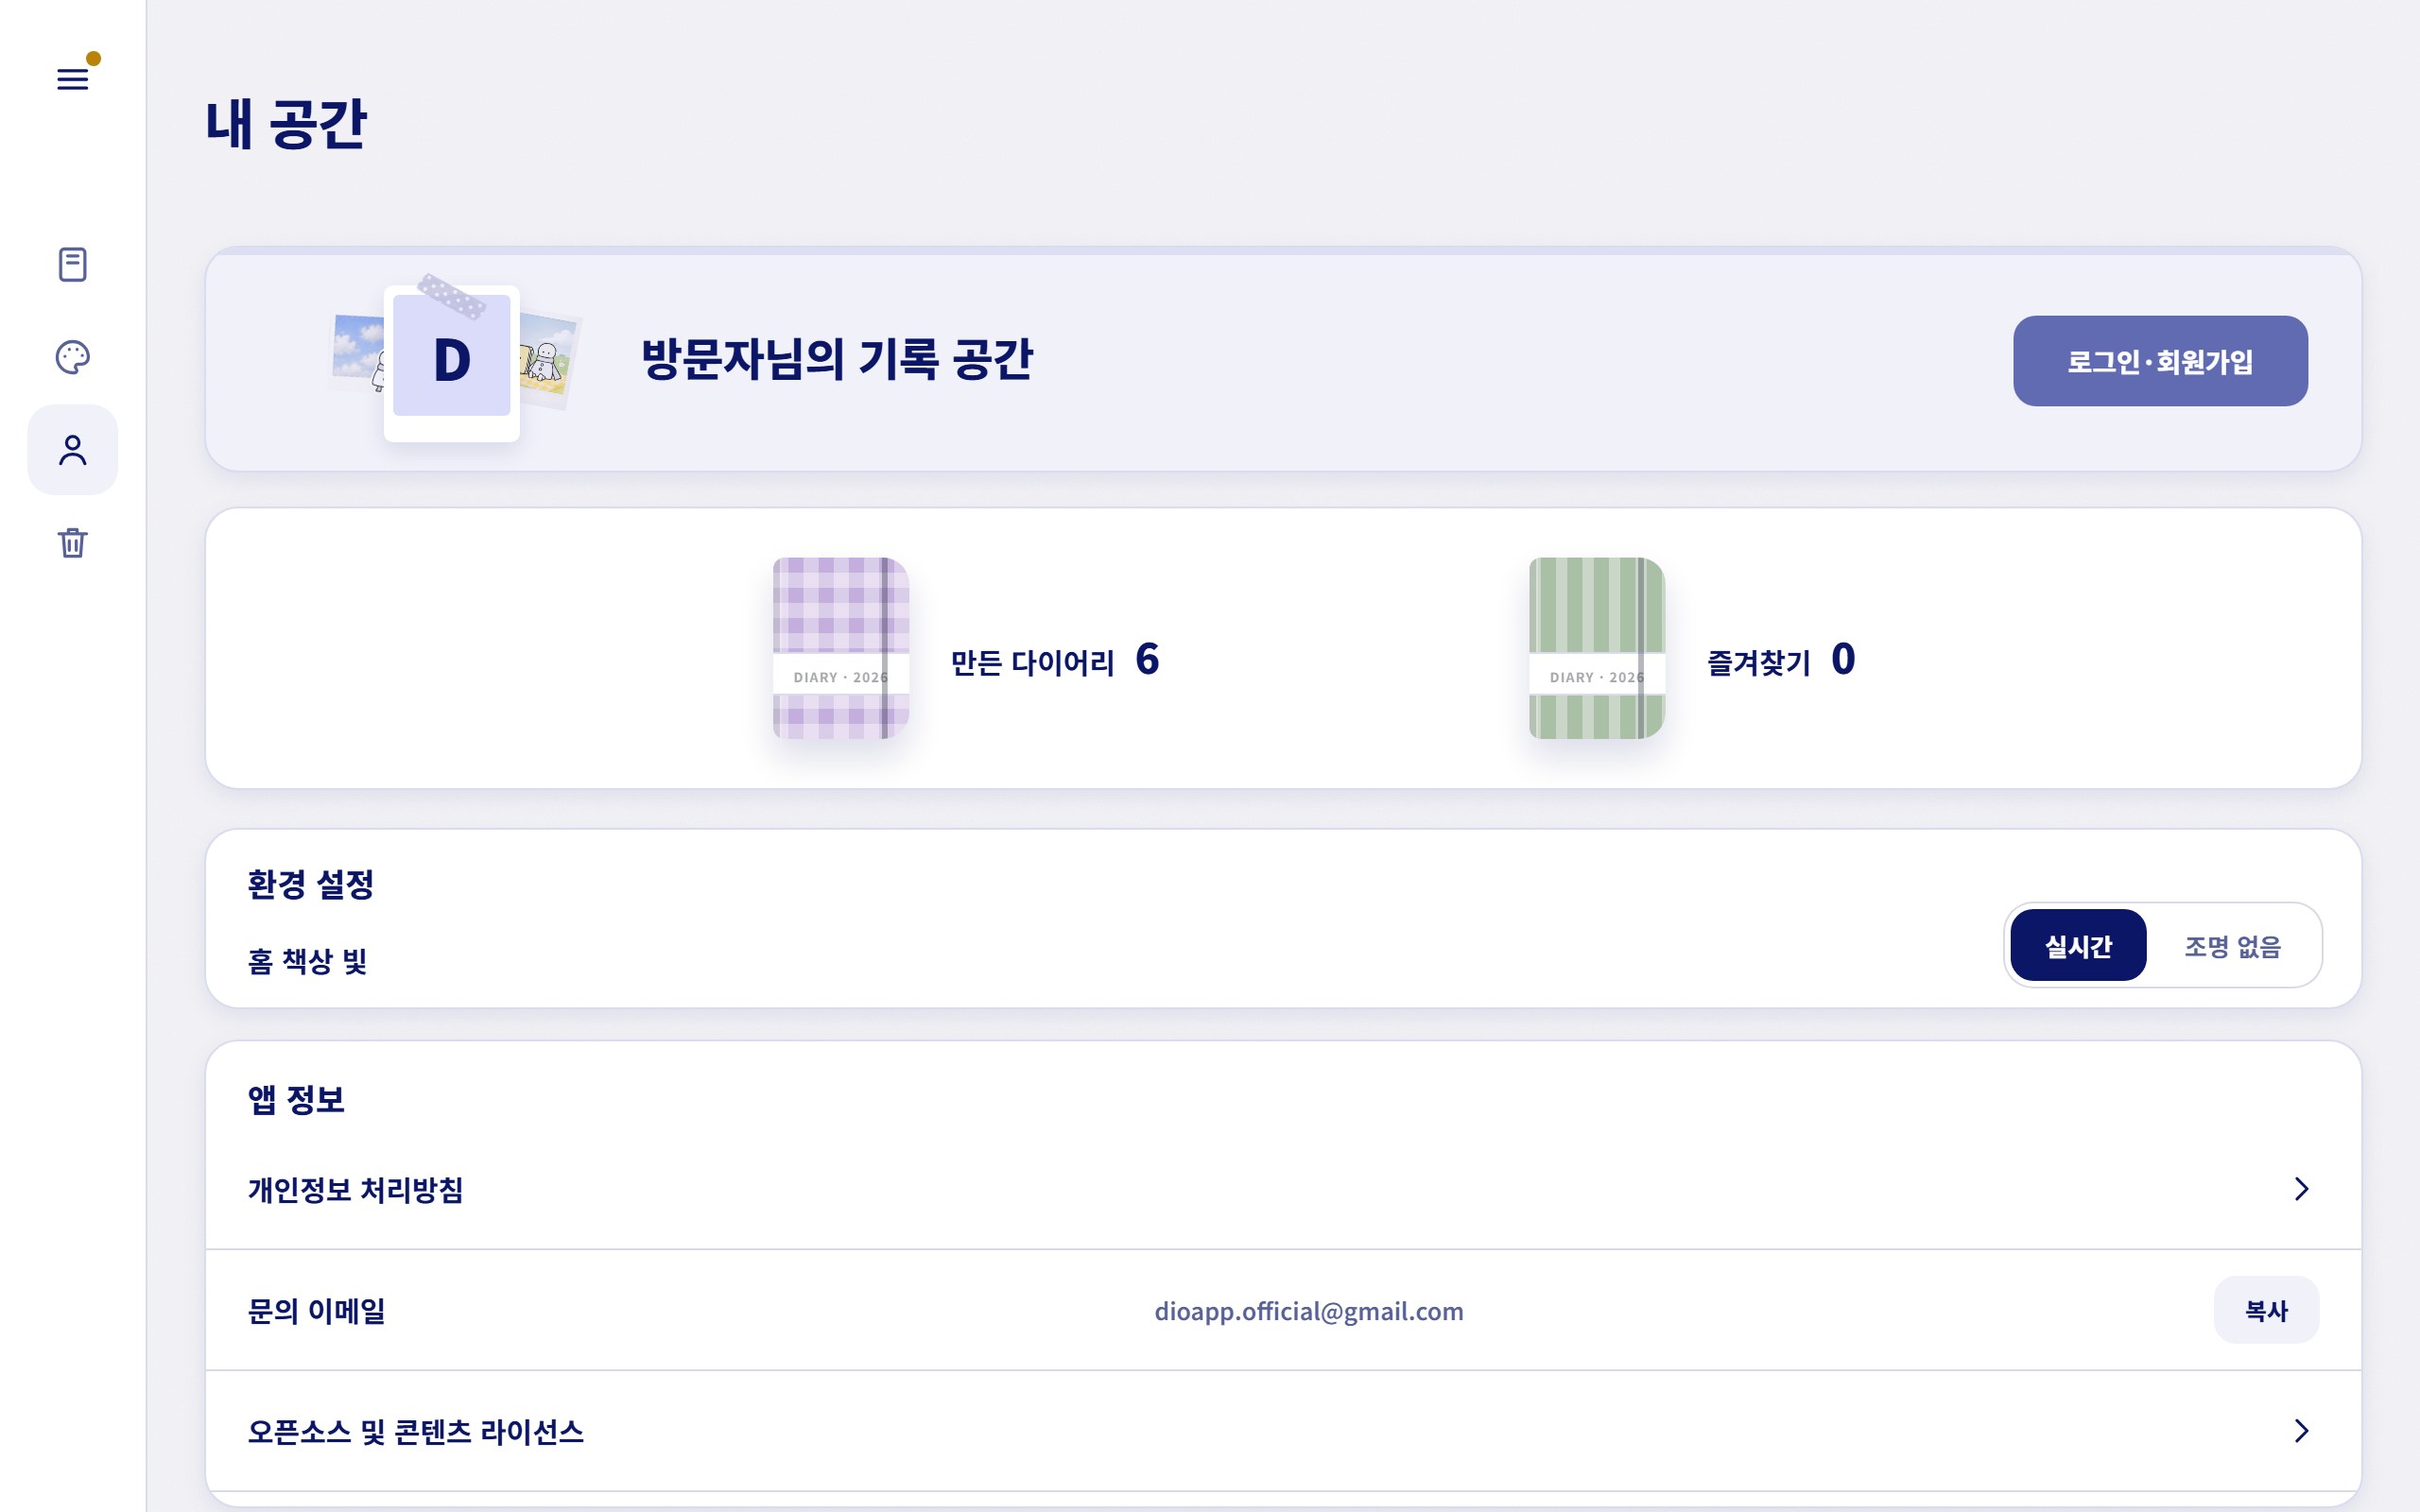 내 공간
D
방문자님의 기록 공간
로그인·회원가입
DIARY · 2026
만든 다이어리 6
DIARY · 2026
즐겨찾기 0
환경 설정
홈 책상 빛
실시간
조명 없음
앱 정보
개인정보 처리방침
문의 이메일
dioapp.official@gmail.com
복사
오픈소스 및 콘텐츠 라이선스